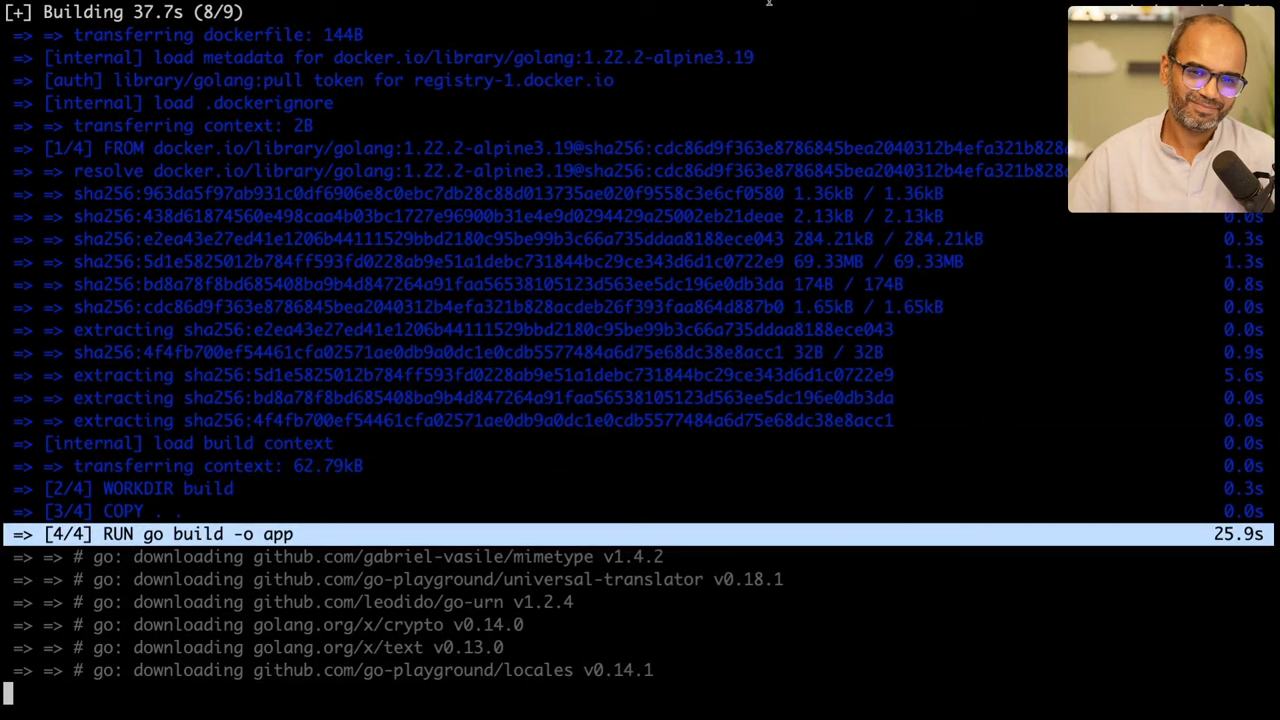 [+] Building 37.7s (8/9)
=> => transferring dockerfile: 144B
=> [internal] load metadata for docker.io/library/golang:1.22.2-alpine3.19
=> [auth] library/golang:pull token for registry-1.docker.io
=> [internal] load .dockerignore
=> => transferring context: 2B
=> [1/4] FROM docker.io/library/golang:1.22.2-alpine3.19@sha256:cdc86d9f363e8786845bea2040312b4efa321b828a
=> => resolve docker.io/library/golang:1.22.2-alpine3.19@sha256:cdc86d9f363e8786845bea2040312b4efa321b828a
=> => sha256:963da5f97ab931c0df6906e8c0ebc7db28c88d013735ae020f9558c3e6cf0580 1.36kB / 1.36kB
=> => sha256:438d61874560e498caa4b03bc1727e96900b31e4e9d0294429a25002eb21deae 2.13kB / 2.13kB 0.0s
=> => sha256:e2ea43e27ed41e1206b44111529bbd2180c95be99b3c66a735ddaa8188ece043 284.21kB / 284.21kB 0.3s
=> => sha256:5d1e5825012b784ff593fd0228ab9e51a1debc731844bc29ce343d6d1c0722e9 69.33MB / 69.33MB 1.3s
=> => sha256:bd8a78f8bd685408ba9b4d847264a91faa56538105123d563ee5dc196e0db3da 174B / 174B 0.8s
=> => sha256:cdc86d9f363e8786845bea2040312b4efa321b828acdeb26f393faa864d887b0 1.65kB / 1.65kB 0.0s
=> => extracting sha256:e2ea43e27ed41e1206b44111529bbd2180c95be99b3c66a735ddaa8188ece043 0.0s
=> => sha256:4f4fb700ef54461cfa02571ae0db9a0dc1e0cdb5577484a6d75e68dc38e8acc1 32B / 32B 0.9s
=> => extracting sha256:5d1e5825012b784ff593fd0228ab9e51a1debc731844bc29ce343d6d1c0722e9 5.6s
=> => extracting sha256:bd8a78f8bd685408ba9b4d847264a91faa56538105123d563ee5dc196e0db3da 0.0s
=> => extracting sha256:4f4fb700ef54461cfa02571ae0db9a0dc1e0cdb5577484a6d75e68dc38e8acc1 0.0s
=> [internal] load build context 0.0s
=> => transferring context: 62.79kB 0.0s
=> [2/4] WORKDIR build 0.3s
=> [3/4] COPY . . 0.0s
=> [4/4] RUN go build -o app 25.9s
=> => # go: downloading github.com/gabriel-vasile/mimetype v1.4.2
=> => # go: downloading github.com/go-playground/universal-translator v0.18.1
=> => # go: downloading github.com/leodido/go-urn v1.2.4
=> => # go: downloading golang.org/x/crypto v0.14.0
=> => # go: downloading golang.org/x/text v0.13.0
=> => # go: downloading github.com/go-playground/locales v0.14.1